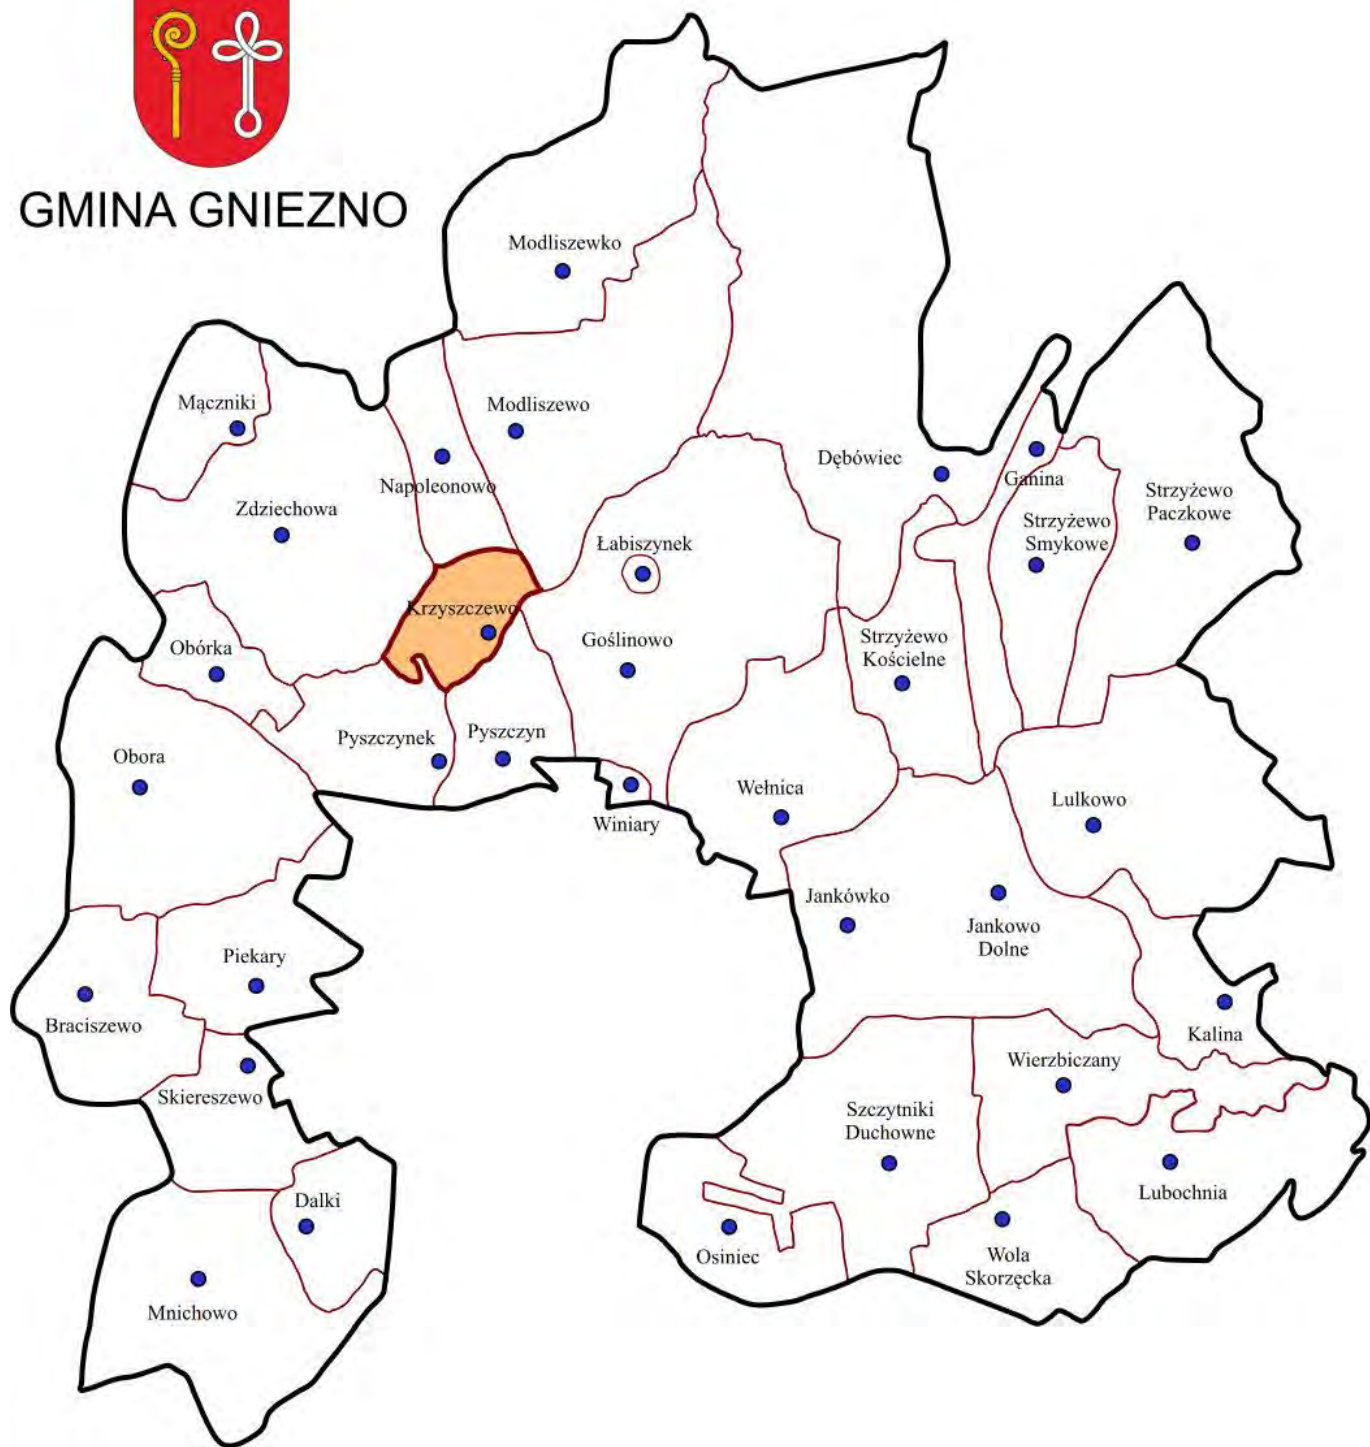 GMINA GNIEZNO
Modliszewko
Mączniki
Modliszewo
Napoleonowo
Dębówiec
Ganina
Strzyżewo
Paczkowe
Zdziechowa
Strzyżewo
Smykowe
Łabiszynek
Krzyszczewo
Goślinowo
Strzyżewo
Kościelne
Obórka
Pyszczynek
Pyszczyn
Obora
Wełnica
Lulkowo
Winiary
Jankówko
Jankowo
Dolne
Piekary
Braciszewo
Kalina
Wierzbiczany
Skiereszewo
Szczytniki
Duchowne
Lubochnia
Dalki
Osiniec
Wola
Skorzęcka
Mnichowo